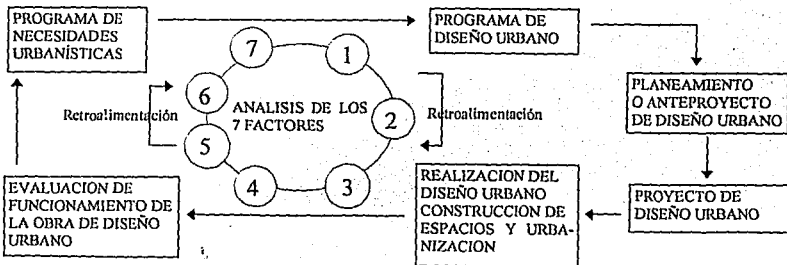 PROGRAMA DE
NECESIDADES
URBANÍSTICAS
PROGRAMA DE
DISEÑO URBANO
7
1
6
2
5
4
3
Retroalimentación
ANALISIS DE LOS
7 FACTORES
Retroalimentación
PLANEAMIENTO
O ANTEPROYECTO
DE DISEÑO URBANO
EVALUACION DE
FUNCIONAMIENTO DE
LA OBRA DE DISEÑO
URBANO
REALIZACION DEL
DISEÑO URBANO
CONSTRUCCION DE
ESPACIOS Y URBA-
NIZACION
PROYECTO DE
DISEÑO URBANO